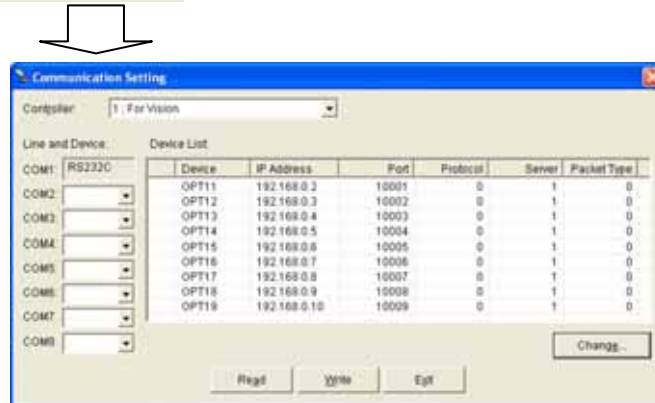 Communication Setting
Controller: 1 : For Vision
Line and Device: Device List:
COM1: RS232C
COM2:
COM3:
COM4:
COM5:
COM6:
COM7:
COM8:
Device IP Address Port Protocol Server Packet Type
OPT11 192.168.0.2 10001 0 1 0
OPT12 192.168.0.3 10002 0 1 0
OPT13 192.168.0.4 10003 0 1 0
OPT14 192.168.0.5 10004 0 1 0
OPT15 192.168.0.6 10005 0 1 0
OPT16 192.168.0.7 10006 0 1 0
OPT17 192.168.0.8 10007 0 1 0
OPT18 192.168.0.9 10008 0 1 0
OPT19 192.168.0.10 10009 0 1 0
Change...
Read Write Exit